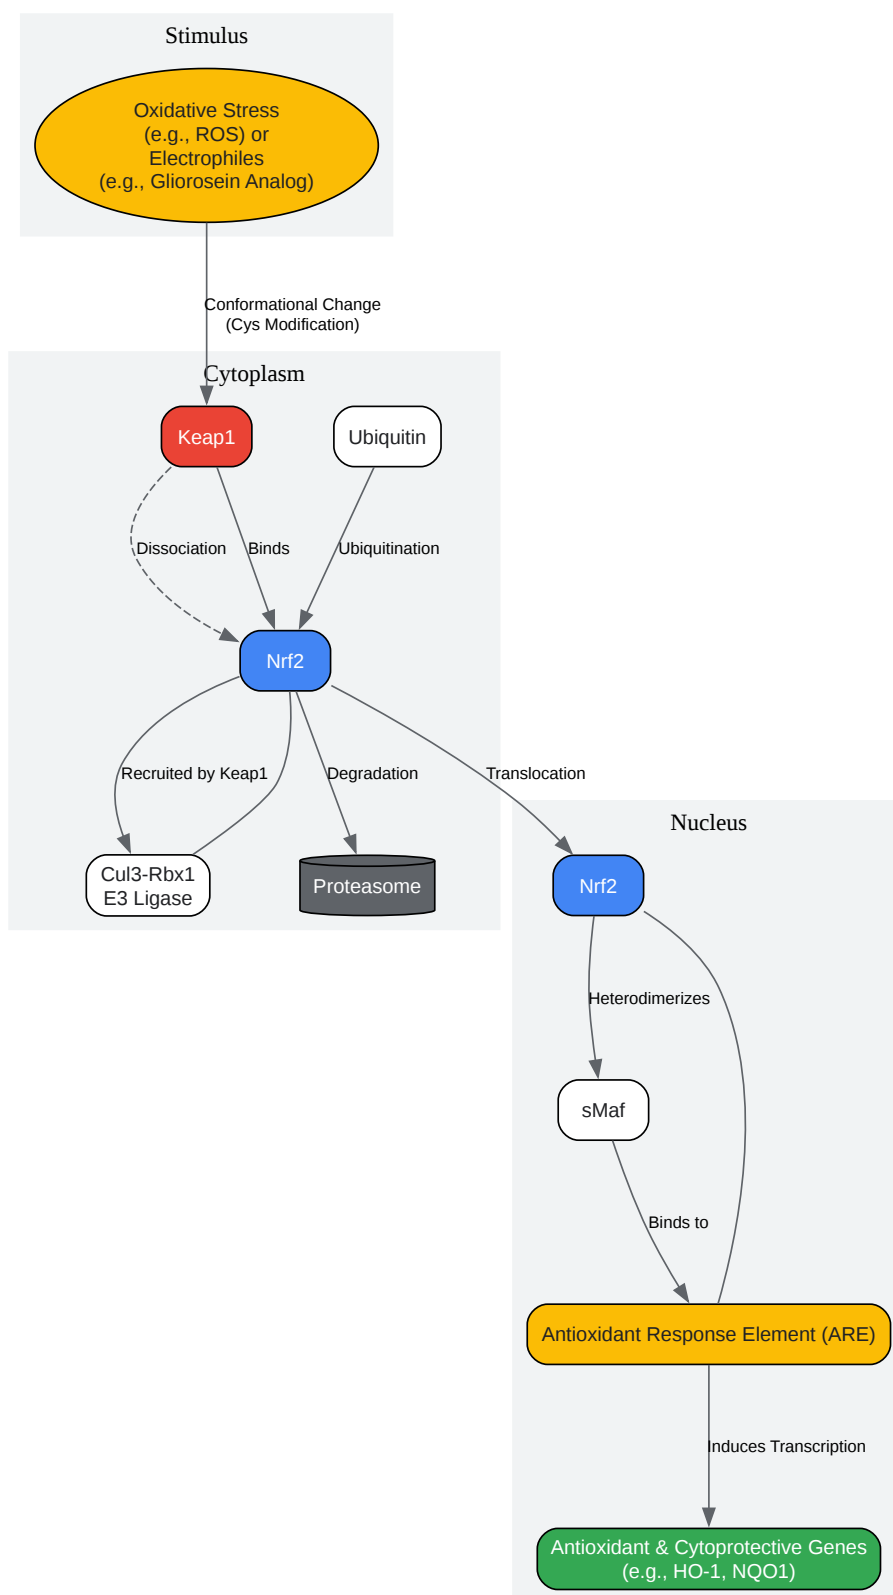 Stimulus
Oxidative Stress
(e.g., ROS) or
Electrophiles
(e.g., Gliorosein Analog)
Conformational Change
(Cys Modification)
Cytoplasm
Keap1
Ubiquitin
Dissociation
Binds
Ubiquitination
Nrf2
Recruited by Keap1
Degradation
Translocation
Nucleus
Cul3-Rbx1
E3 Ligase
Proteasome
Nrf2
Heterodimerizes
sMaf
Binds to
Antioxidant Response Element (ARE)
Induces Transcription
Antioxidant & Cytoprotective Genes
(e.g., HO-1, NQO1)